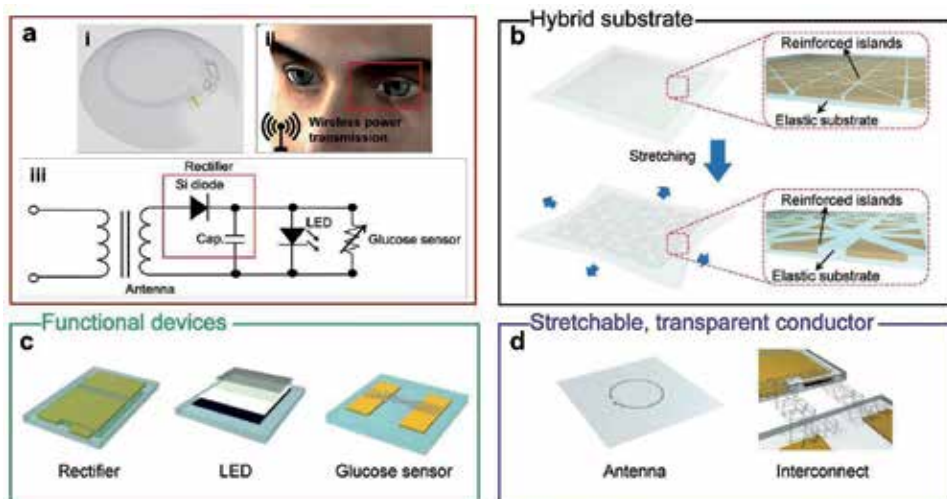 a
i
ii
Wireless power
transmission
iii
Rectifier
Si diode
Cap.
LED
Glucose sensor
Antenna
Hybrid substrate
b
Reinforced islands
Elastic substrate
Stretching
Reinforced islands
Elastic substrate
Functional devices
c
Rectifier
LED
Glucose sensor
Stretchable, transparent conductor
d
Antenna
Interconnect